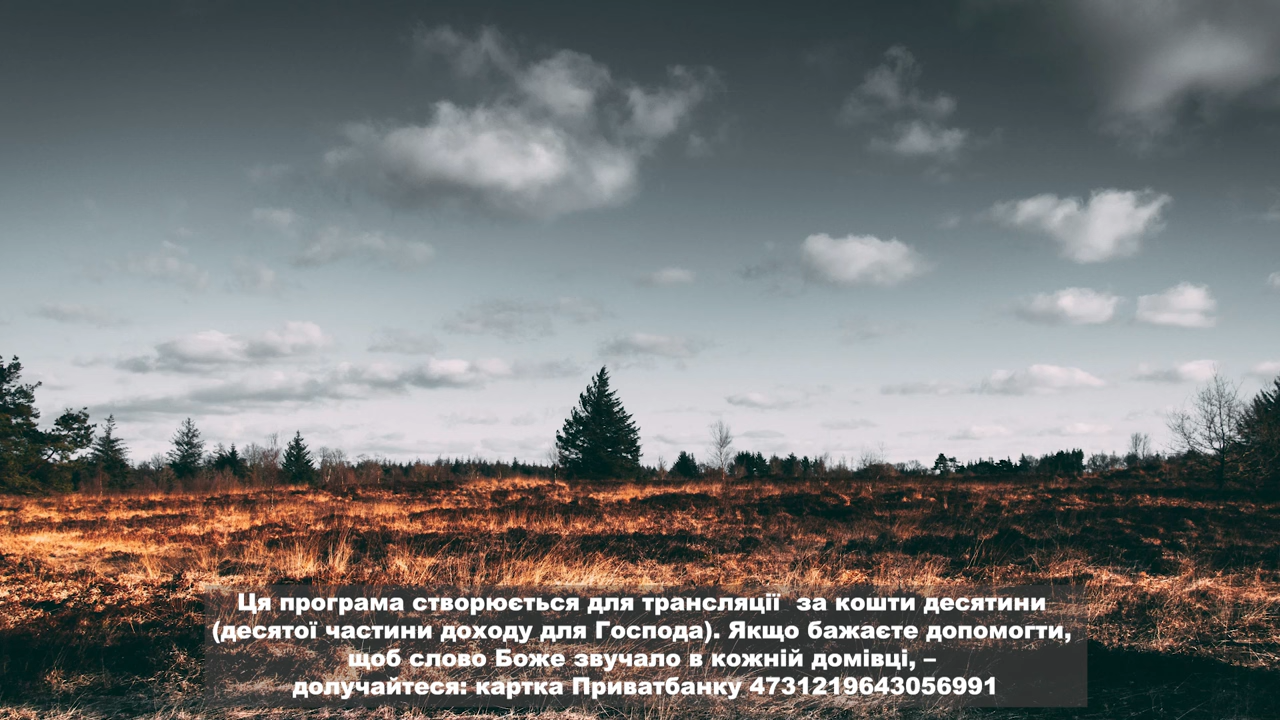 Ця програма створюється для трансляції за кошти десятини
(десятої частини доходу для Господа). Якщо бажаєте допомогти,
щоб слово Боже звучало в кожній домівці, –
долучайтеся: картка Приватбанку 4731219643056991